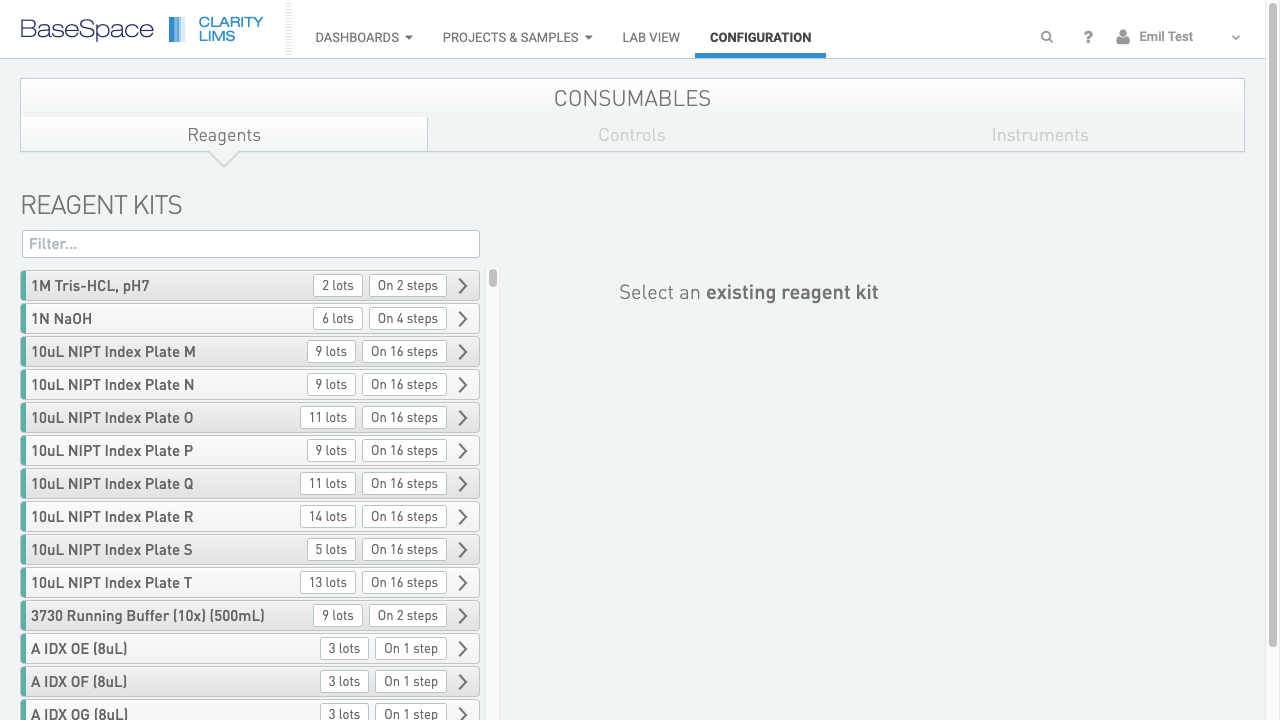 BaseSpace CLARITY LIMS DASHBOARDS PROJECTS & SAMPLES LAB VIEW CONFIGURATION ? Emil Test
CONSUMABLES
Reagents Controls Instruments
REAGENT KITS
Filter...
Select an existing reagent kit
1M Tris-HCL, pH7 2 lots On 2 steps
1N NaOH 6 lots On 4 steps
10uL NIPT Index Plate M 9 lots On 16 steps
10uL NIPT Index Plate N 9 lots On 16 steps
10uL NIPT Index Plate O 11 lots On 16 steps
10uL NIPT Index Plate P 9 lots On 16 steps
10uL NIPT Index Plate Q 11 lots On 16 steps
10uL NIPT Index Plate R 14 lots On 16 steps
10uL NIPT Index Plate S 5 lots On 16 steps
10uL NIPT Index Plate T 13 lots On 16 steps
3730 Running Buffer (10x) (500mL) 9 lots On 2 steps
A IDX OE (8uL) 3 lots On 1 step
A IDX OF (8uL) 3 lots On 1 step
A IDX OG (8uL) 3 lots On 1 step